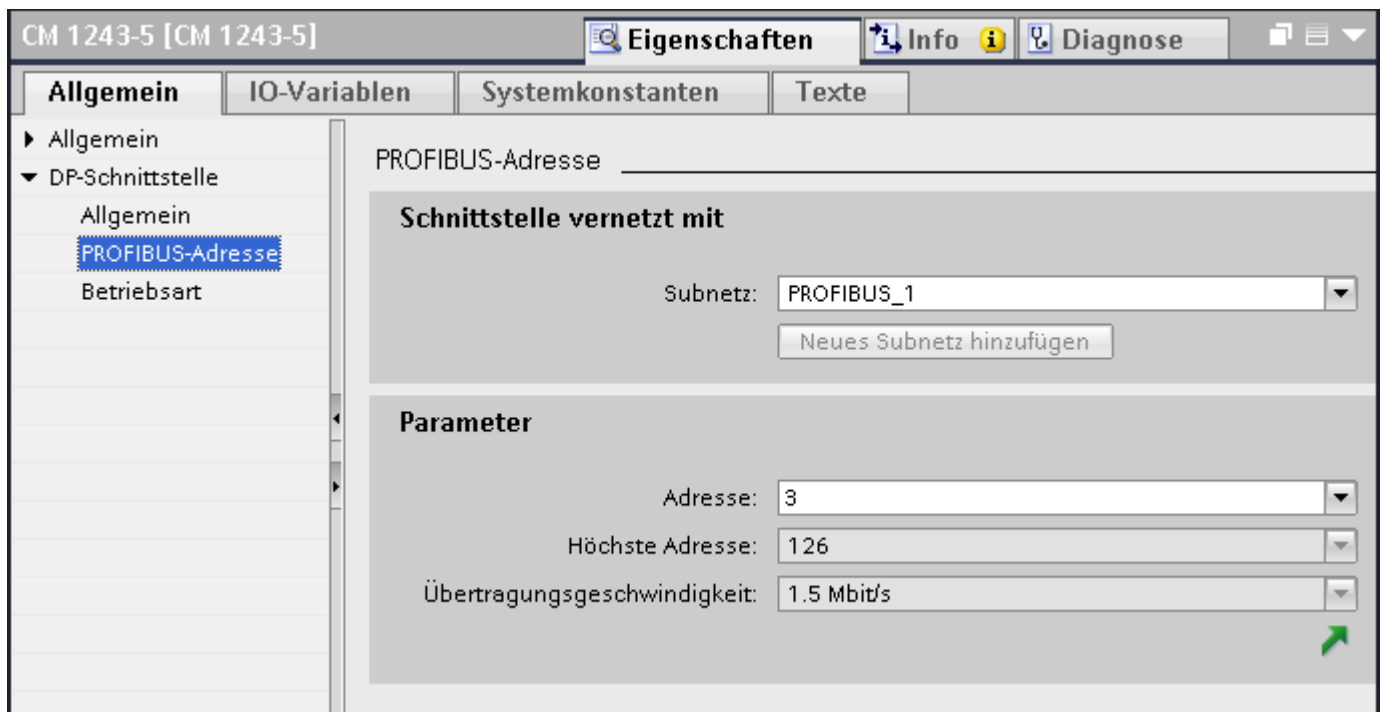 CM 1243-5 [CM 1243-5]
Eigenschaften
Info
Diagnose
Allgemein
IO-Variablen
Systemkonstanten
Texte
Allgemein
DP-Schnittstelle
Allgemein
PROFIBUS-Adresse
Betriebsart
PROFIBUS-Adresse
Schnittstelle vernetzt mit
Subnetz: PROFIBUS_1
Neues Subnetz hinzufügen
Parameter
Adresse: 3
Höchste Adresse: 126
Übertragungsgeschwindigkeit: 1.5 Mbit/s